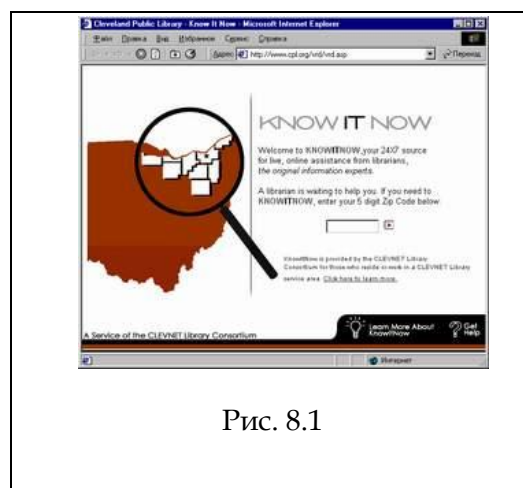 Cleveland Public Library - Know It Now - Microsoft Internet Explorer
Файл Правка Вид Избранное Сервис Справка
Адрес http://www.cpl.org/vrd/vrd.asp Переход
KNOW IT NOW
Welcome to KNOWITNOW, your 24X7 source
for live, online assistance from librarians,
the original information experts.
A librarian is waiting to help you. If you need to
KNOWITNOW, enter your 5 digit Zip Code below
KnowItNow is provided by the CLEVNET Library
Consortium for those who reside or work in a CLEVNET Library
service area. Click here to learn more.
Learn More About
KnowItNow
Get
Help
A Service of the CLEVNET Library Consortium
Интернет
Рис. 8.1